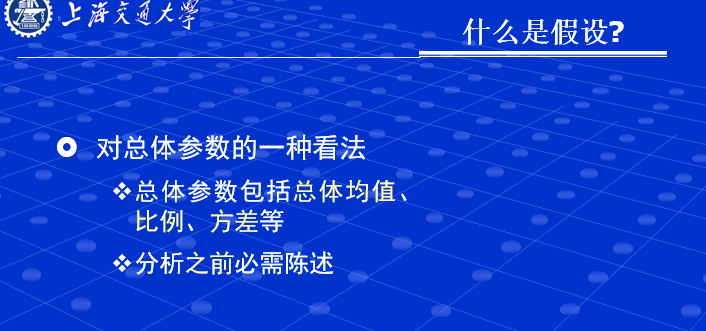 上海交通大学
什么是假设?
对总体参数的一种看法
总体参数包括总体均值、
比例、方差等
分析之前必需陈述